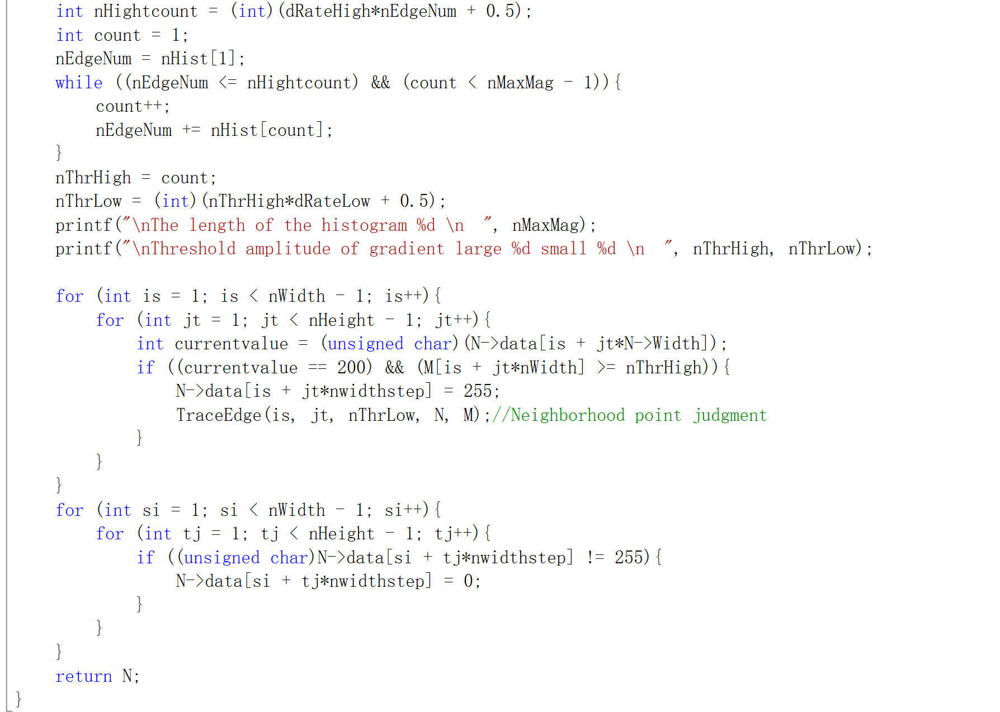 int nHightcount = (int)(dRateHigh*nEdgeNum + 0.5);
int count = 1;
nEdgeNum = nHist[1];
while ((nEdgeNum <= nHightcount) && (count < nMaxMag - 1)){
count++;
nEdgeNum += nHist[count];
}
nThrHigh = count;
nThrLow = (int)(nThrHigh*dRateLow + 0.5);
printf("\nThe length of the histogram %d \n  ", nMaxMag);
printf("\nThreshold amplitude of gradient large %d small %d \n  ", nThrHigh, nThrLow);
for (int is = 1; is < nWidth - 1; is++){
for (int jt = 1; jt < nHeight - 1; jt++){
int currentvalue = (unsigned char)(N->data[is + jt*N->Width]);
if ((currentvalue == 200) && (M[is + jt*nWidth] >= nThrHigh)){
N->data[is + jt*nwidthstep] = 255;
TraceEdge(is, jt, nThrLow, N, M);//Neighborhood point judgment
}
}
}
for (int si = 1; si < nWidth - 1; si++){
for (int tj = 1; tj < nHeight - 1; tj++){
if ((unsigned char)N->data[si + tj*nwidthstep] != 255){
N->data[si + tj*nwidthstep] = 0;
}
}
}
return N;
}